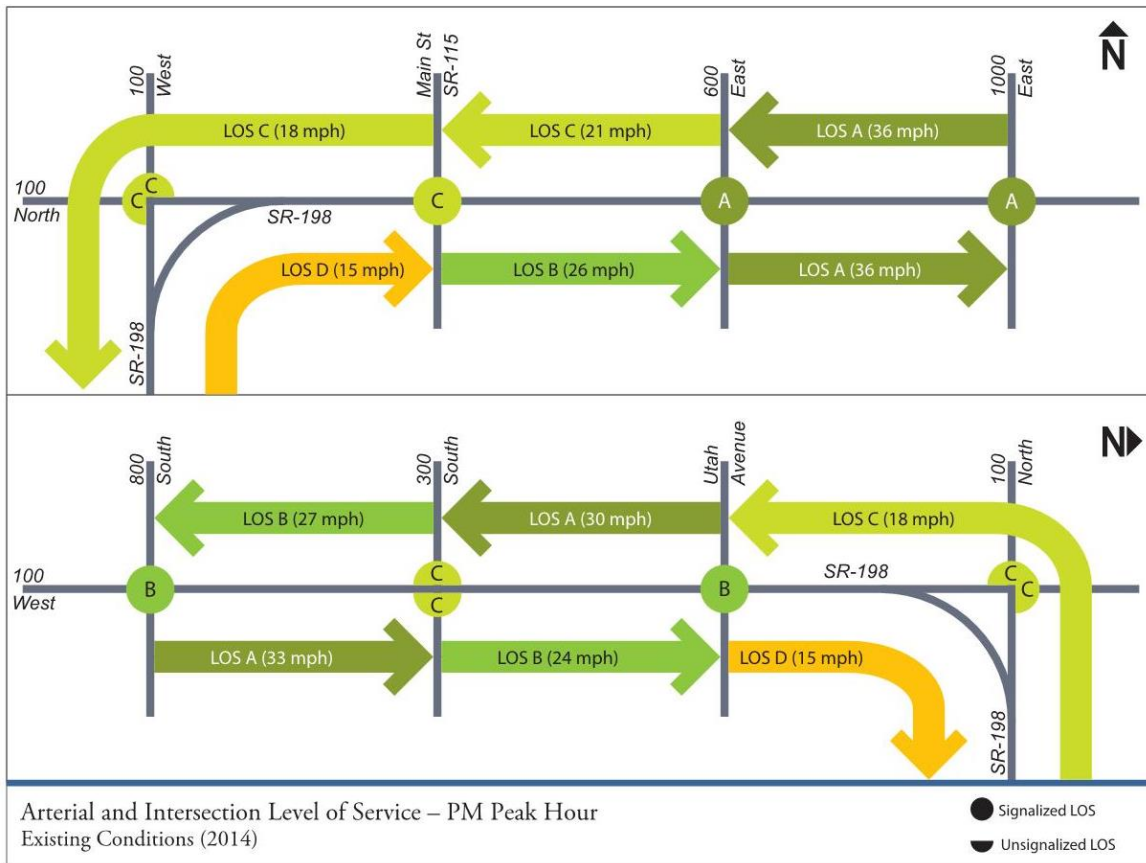 100
West
Main St
SR-115
600
East
1000
East
N
LOS C (18 mph)
LOS C (21 mph)
LOS A (36 mph)
100
North
C
C
C
A
A
SR-198
LOS D (15 mph)
LOS B (26 mph)
LOS A (36 mph)
SR-198
800
South
300
South
Utah
Avenue
100
North
N
LOS B (27 mph)
LOS A (30 mph)
LOS C (18 mph)
100
West
B
C
C
B
SR-198
C
C
LOS A (33 mph)
LOS B (24 mph)
LOS D (15 mph)
SR-198
Arterial and Intersection Level of Service – PM Peak Hour
Existing Conditions (2014)
Signalized LOS
Unsignalized LOS